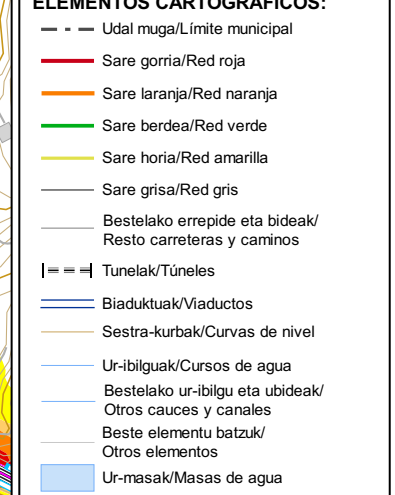 ELEMENTOS CARTOGRÁFICOS:
Udal muga/Límite municipal
Sare gorria/Red roja
Sare laranja/Red naranja
Sare berdea/Red verde
Sare horia/Red amarilla
Sare grisa/Red gris
Bestelako errepide eta bideak/
Resto carreteras y caminos
Tunelak/Túneles
Biaduktuak/Viaductos
Sestra-kurbak/Curvas de nivel
Ur-ibilguak/Cursos de agua
Bestelako ur-ibilgu eta ubideak/
Otros cauces y canales
Beste elementu batzuk/
Otros elementos
Ur-masak/Masas de agua